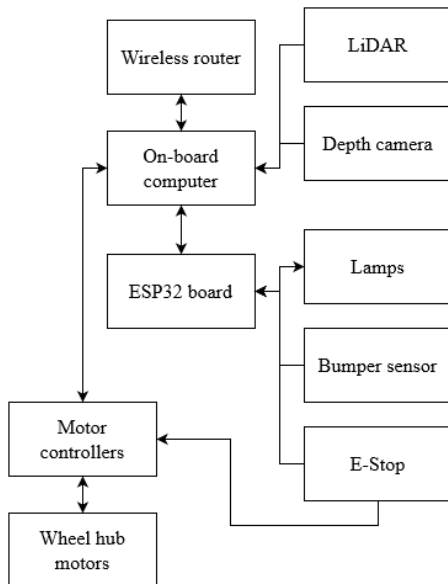 Wireless router
LiDAR
Depth camera
On-board
computer
ESP32 board
Lamps
Bumper sensor
E-Stop
Motor
controllers
Wheel hub
motors